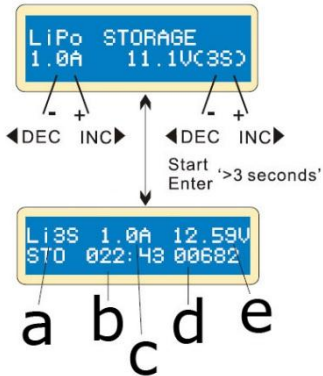 LiPo STORAGE
1.0A 11.1V(3S)
- + - +
◀DEC INC▶ ◀DEC INC▶
Start
Enter '>3 seconds'
Li3S 1.0A 12.59V
STO 022:43 00682
a b c d e